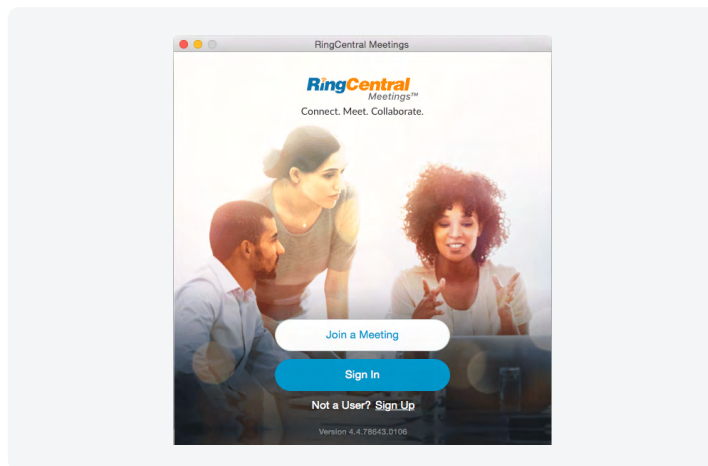 RingCentral Meetings
RingCentral
Meetings™
Connect. Meet. Collaborate.
Join a Meeting
Sign In
Not a User? Sign Up
Version 4.4.78643.0106